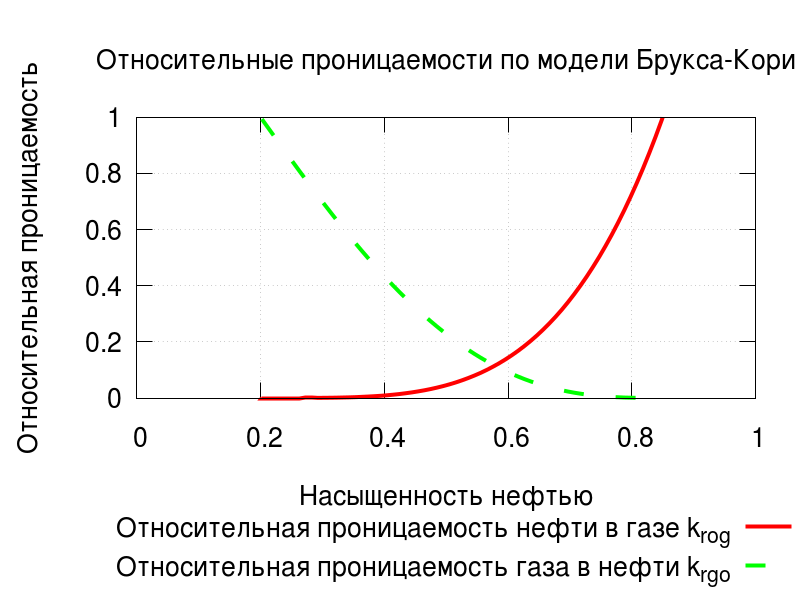 Относительные проницаемости по модели Брукса-Кори
Относительная проницаемость
1
0.8
0.6
0.4
0.2
0
0 0.2 0.4 0.6 0.8 1
Насыщенность нефтью
Относительная проницаемость нефти в газе k_rog
Относительная проницаемость газа в нефти k_rgo